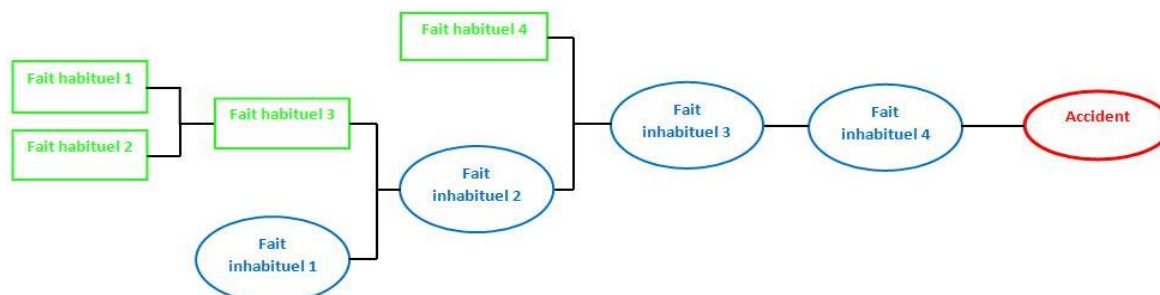 Fait habituel 1
Fait habituel 2
Fait habituel 3
Fait
inhabituel 1
Fait habituel 4
Fait
inhabituel 2
Fait
inhabituel 3
Fait
inhabituel 4
Accident